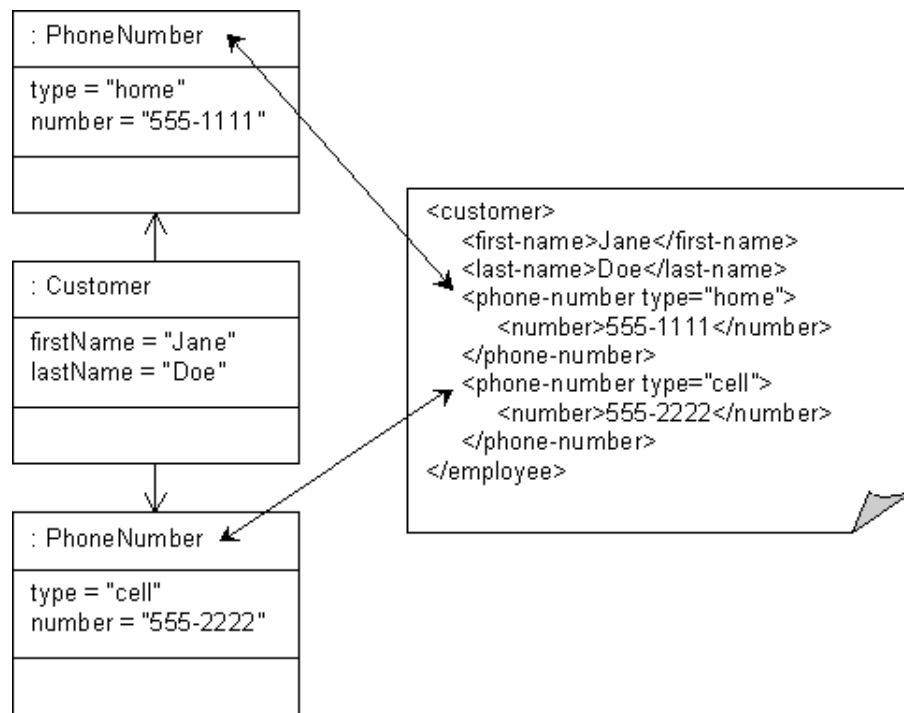 : PhoneNumber
type = "home"
number = "555-1111"
: Customer
firstName = "Jane"
lastName = "Doe"
: PhoneNumber
type = "cell"
number = "555-2222"
<customer>
<first-name>Jane</first-name>
<last-name>Doe</last-name>
<phone-number type="home">
<number>555-1111</number>
</phone-number>
<phone-number type="cell">
<number>555-2222</number>
</phone-number>
</employee>